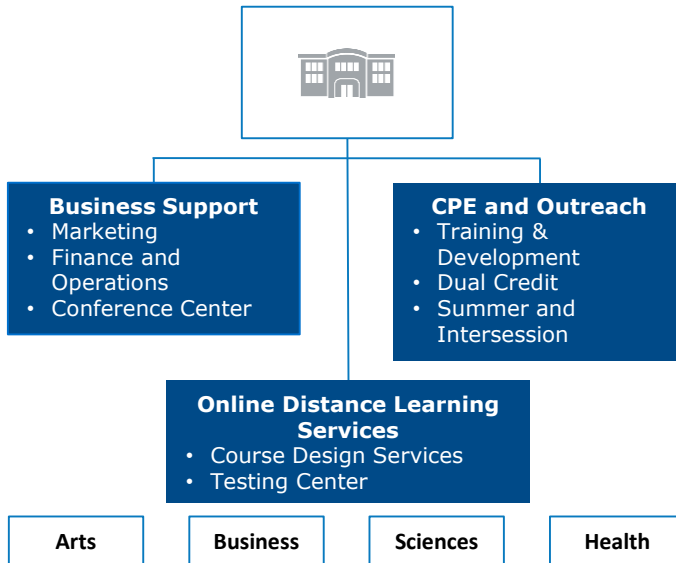 Business Support
• Marketing
• Finance and
Operations
• Conference Center
CPE and Outreach
• Training &
Development
• Dual Credit
• Summer and
Intersession
Online Distance Learning
Services
• Course Design Services
• Testing Center
Arts
Business
Sciences
Health